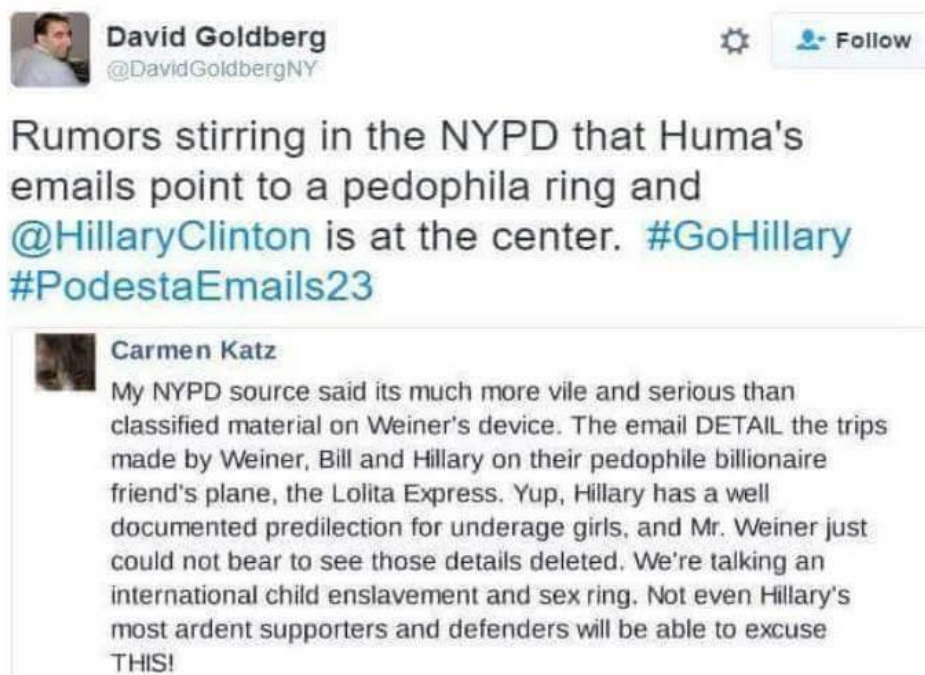 David Goldberg
@DavidGoldbergNY
Follow
Rumors stirring in the NYPD that Huma's
emails point to a pedophila ring and
@HillaryClinton is at the center. #GoHillary
#PodestaEmails23
Carmen Katz
My NYPD source said its much more vile and serious than
classified material on Weiner's device. The email DETAIL the trips
made by Weiner, Bill and Hillary on their pedophile billionaire
friend's plane, the Lolita Express. Yup, Hillary has a well
documented predilection for underage girls, and Mr. Weiner just
could not bear to see those details deleted. We're talking an
international child enslavement and sex ring. Not even Hillary's
most ardent supporters and defenders will be able to excuse
THIS!